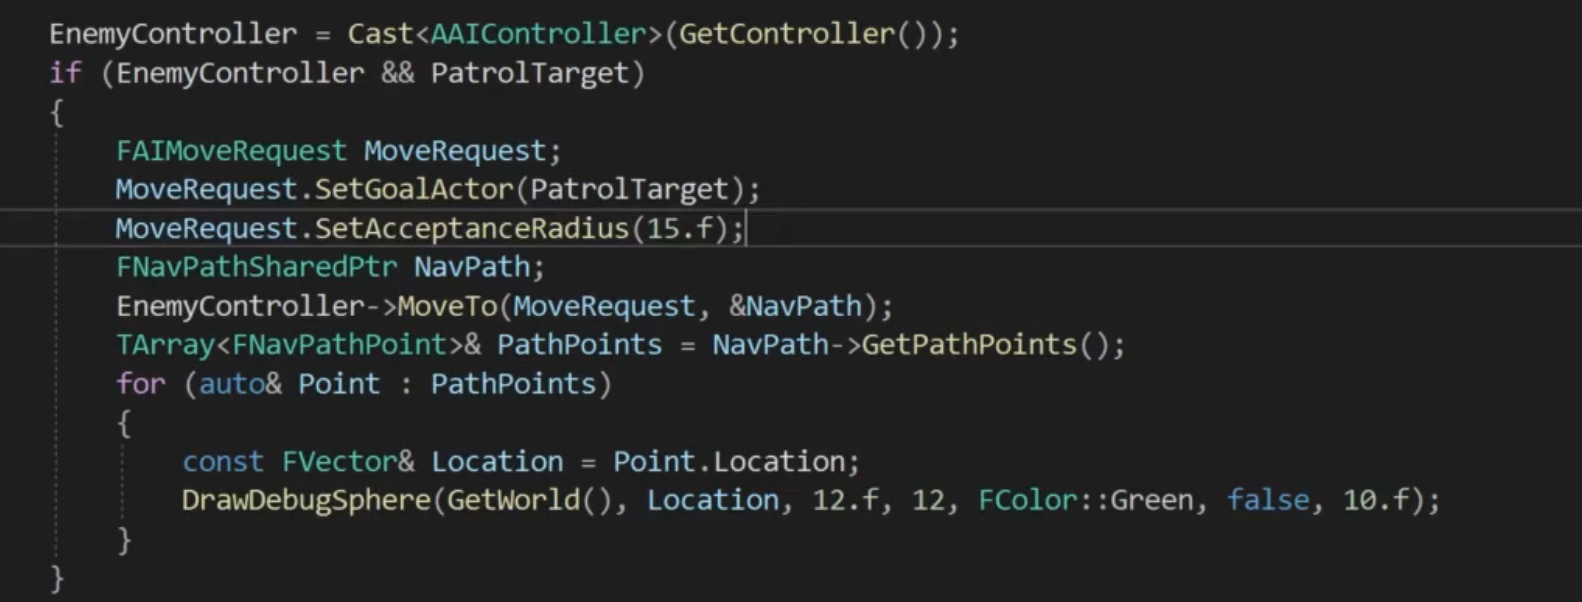 EnemyController = Cast<AAIController>(GetController());
if (EnemyController && PatrolTarget)
{
FAIMoveRequest MoveRequest;
MoveRequest.SetGoalActor(PatrolTarget);
MoveRequest.SetAcceptanceRadius(15.f);
FNavPathSharedPtr NavPath;
EnemyController->MoveTo(MoveRequest, &NavPath);
TArray<FNavPathPoint>& PathPoints = NavPath->GetPathPoints();
for (auto& Point : PathPoints)
{
const FVector& Location = Point.Location;
DrawDebugSphere(GetWorld(), Location, 12.f, 12, FColor::Green, false, 10.f);
}
}